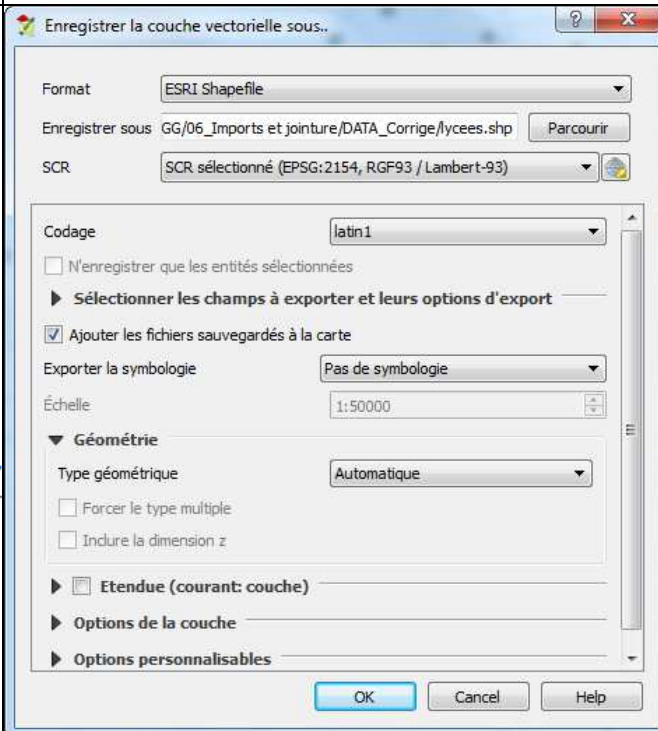 Enregistrer la couche vectorielle sous..
Format ESRI Shapefile
Enregistrer sous GG/06_Imports et jointure/DATA_Corrige/lycees.shp Parcourir
SCR SCR sélectionné (EPSG:2154, RGF93 / Lambert-93)
Codage latin1
N'enregistrer que les entités sélectionnées
Sélectionner les champs à exporter et leurs options d'export
Ajouter les fichiers sauvegardés à la carte
Exporter la symbologie Pas de symbologie
Échelle 1:50000
Géométrie
Type géométrique Automatique
Forcer le type multiple
Inclure la dimension z
Etendue (courant: couche)
Options de la couche
Options personnalisables
OK Cancel Help